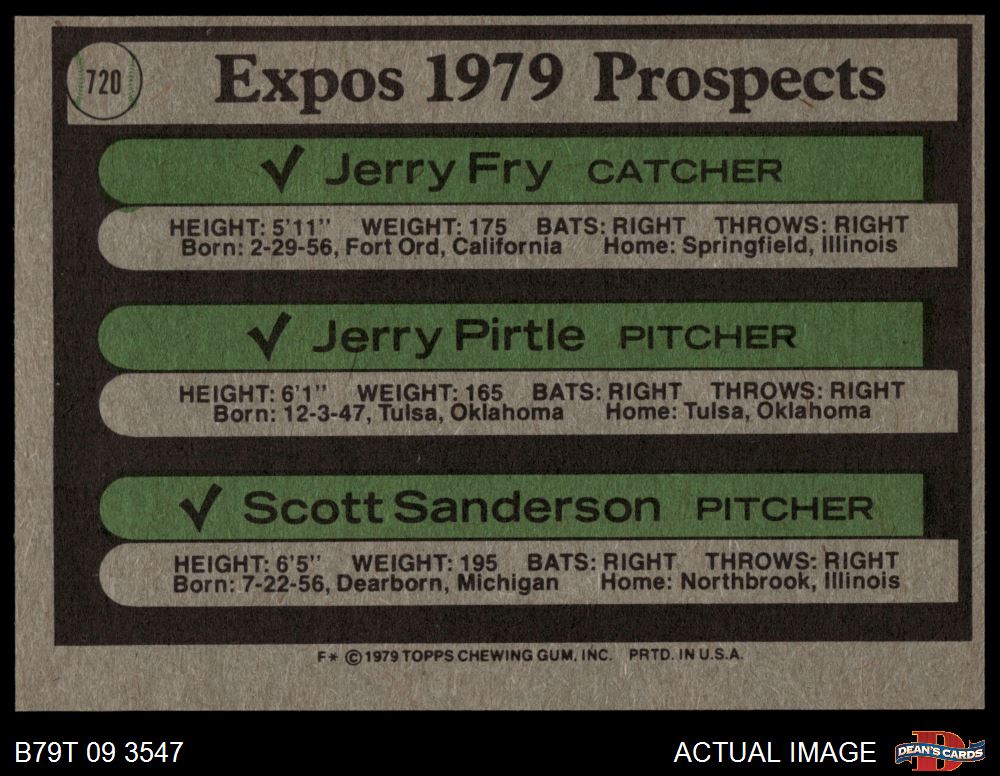 720
Expos 1979 Prospects
✓ Jerry Fry CATCHER
HEIGHT: 5'11" WEIGHT: 175 BATS: RIGHT THROWS: RIGHT
Born: 2-29-56, Fort Ord, California Home: Springfield, Illinois
✓ Jerry Pirtle PITCHER
HEIGHT: 6'1" WEIGHT: 165 BATS: RIGHT THROWS: RIGHT
Born: 12-3-47, Tulsa, Oklahoma Home: Tulsa, Oklahoma
✓ Scott Sanderson PITCHER
HEIGHT: 6'5" WEIGHT: 195 BATS: RIGHT THROWS: RIGHT
Born: 7-22-56, Dearborn, Michigan Home: Northbrook, Illinois
F* © 1979 TOPPS CHEWING GUM, INC. PRTD. IN U.S.A.
B79T 09 3547 ACTUAL IMAGE D DEAN'S CARDS